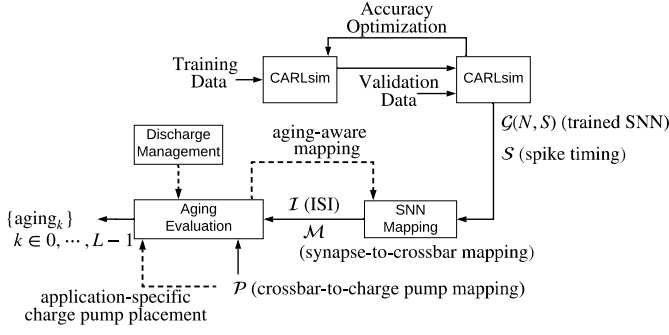 Accuracy
Optimization
Training
Data
CARLsim
Validation
Data
CARLsim
𝒢(N, S) (trained SNN)
𝒮 (spike timing)
Discharge
Management
aging-aware
mapping
{agingₖ}
k ∈ 0, ⋯ , L − 1
Aging
Evaluation
ℐ (ISI)
ℳ
(synapse-to-crossbar mapping)
SNN
Mapping
application-specific
charge pump placement
𝒫 (crossbar-to-charge pump mapping)